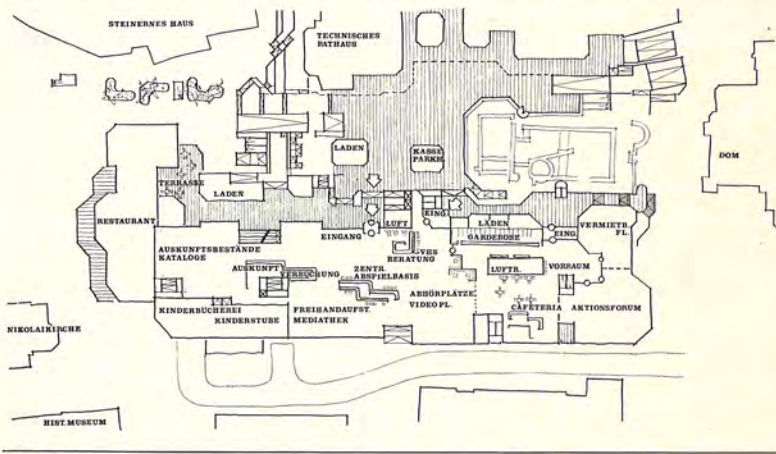 STEINERNES HAUS
TECHNISCHES
RATHAUS
LADEN
KASSE
PARKH.
DOM
TERRASSE
LADEN
RESTAURANT
EINGANG
LUFT
EING.
LADEN
GARDEROBE
EING.
VERMIETB.
FL.
VHS
BERATUNG
AUSKUNFTSBESTÄNDE
KATALOGE
AUSKUNFT
VERBUCHUNG
ZENTR.
ABSPIELBASIS
LUFTR.
VORRAUM
ABHÖRPLÄTZE
VIDEO PL.
CAFETERIA
AKTIONSFORUM
KINDERBÜCHEREI
KINDERSTUBE
FREIHANDAUFST.
MEDIATHEK
NIKOLAIKIRCHE
HIST. MUSEUM